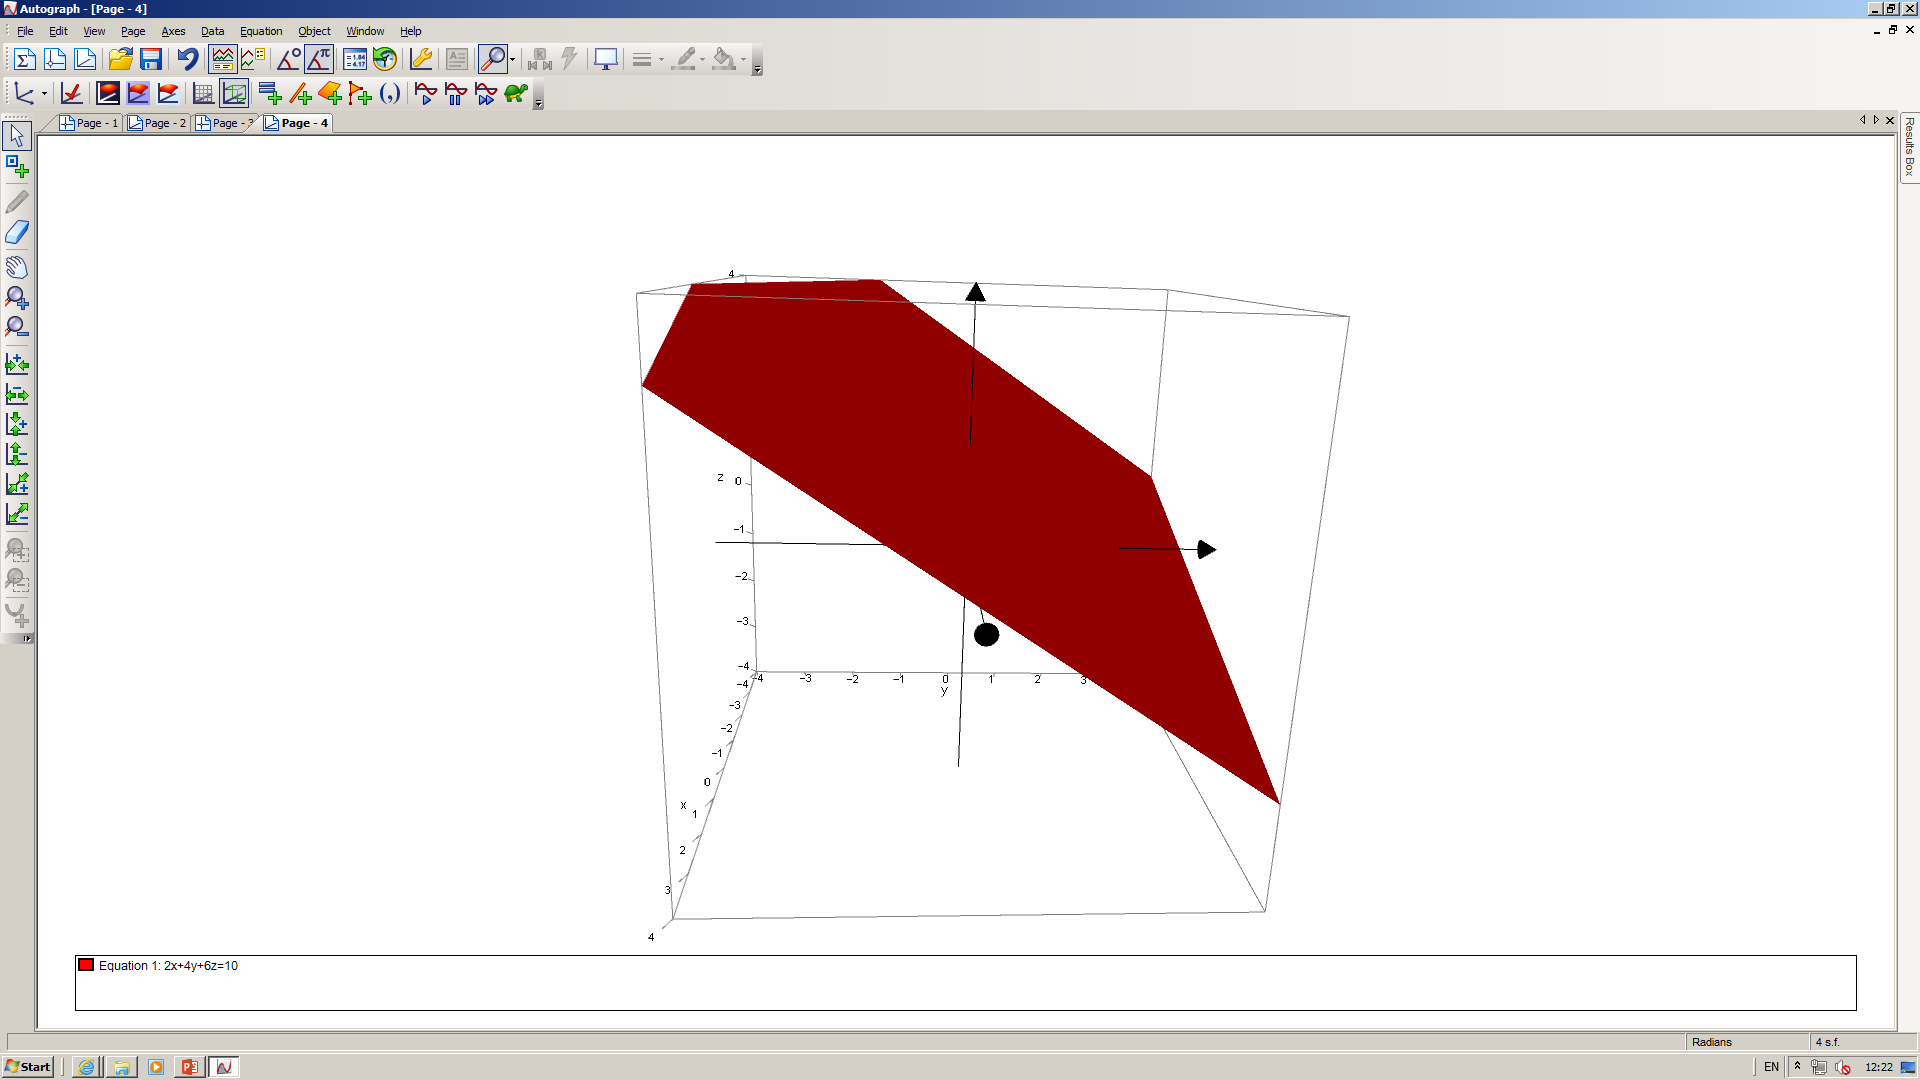 Autograph - [Page - 4]
File Edit View Page Axes Data Equation Object Window Help
Page - 1 Page - 2 Page - Page - 4
Results Box
4
z
0
−1
−2
−3
−4
−4 −3 −2 −1 0 1 2 3
y
−4
−3
−2
−1
0
x
1
2
3
4
Equation 1: 2x+4y+6z=10
Radians 4 s.f.
Start EN 12:22